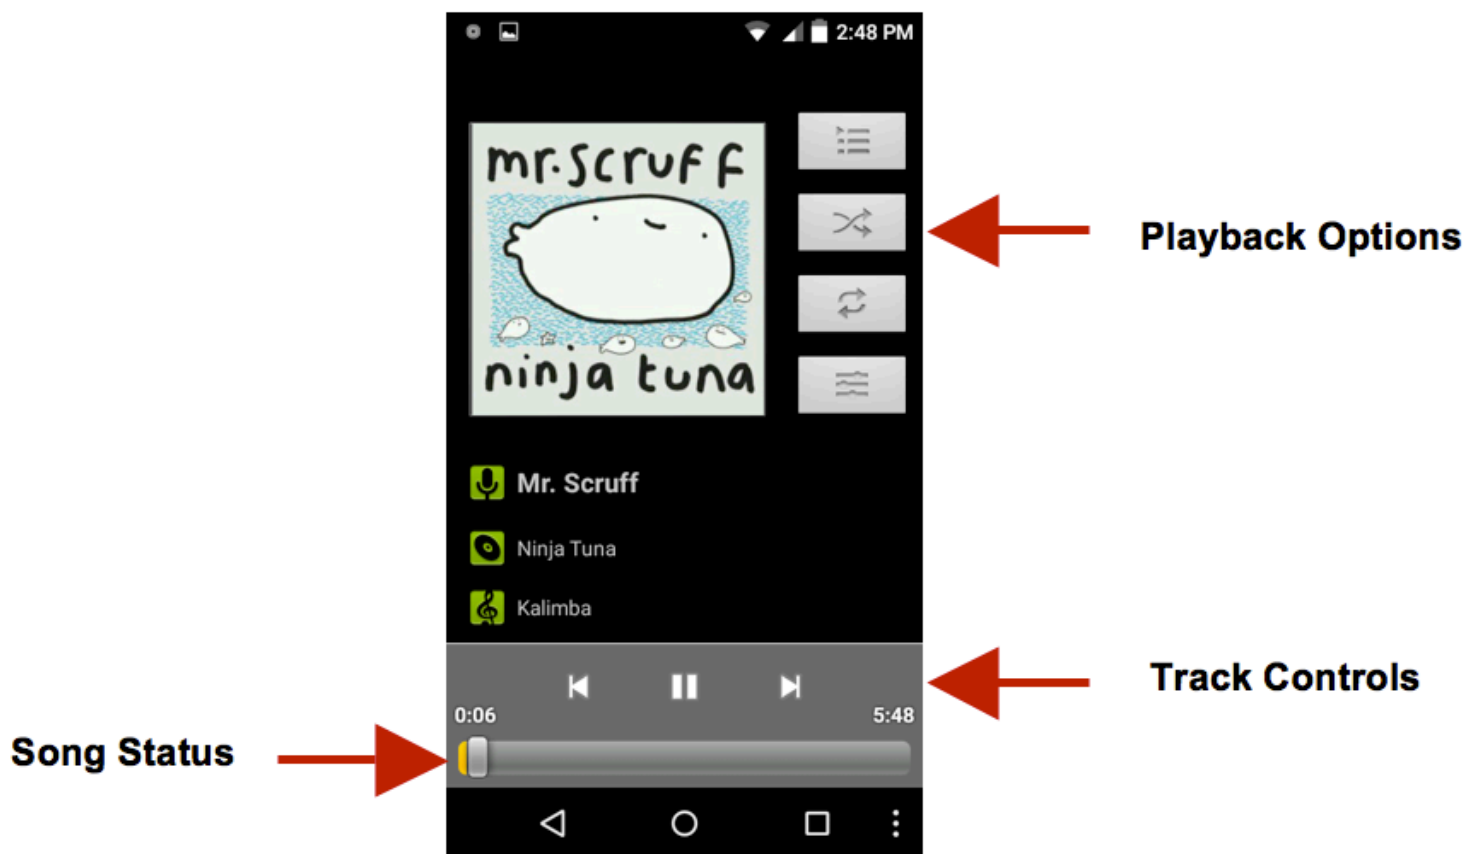 2:48 PM
mr.scruff
ninja tuna
Playback Options
Mr. Scruff
Ninja Tuna
Kalimba
Track Controls
0:06
5:48
Song Status